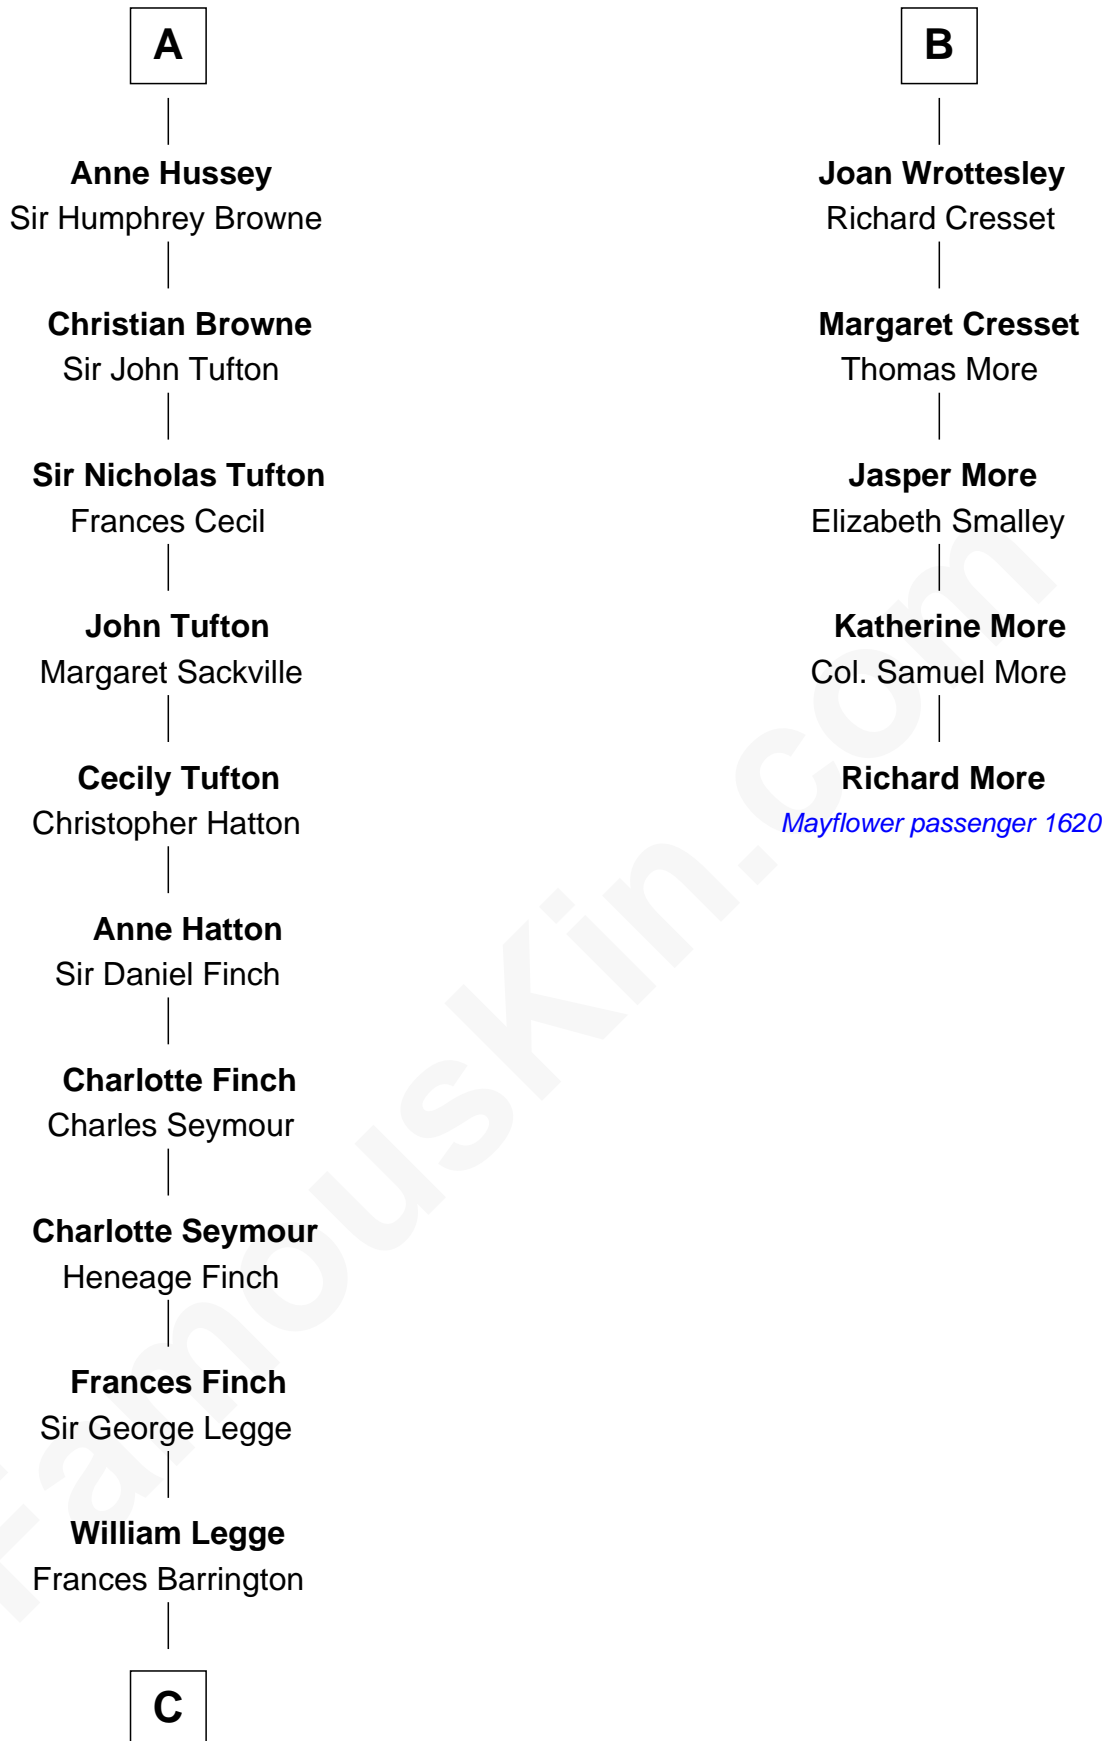 A
Anne Hussey
Sir Humphrey Browne
Christian Browne
Sir John Tufton
Sir Nicholas Tufton
Frances Cecil
John Tufton
Margaret Sackville
Cecily Tufton
Christopher Hatton
Anne Hatton
Sir Daniel Finch
Charlotte Finch
Charles Seymour
Charlotte Seymour
Heneage Finch
Frances Finch
Sir George Legge
William Legge
Frances Barrington
C
B
Joan Wrottesley
Richard Cresset
Margaret Cresset
Thomas More
Jasper More
Elizabeth Smalley
Katherine More
Col. Samuel More
Richard More
Mayflower passenger 1620
FamousKin.com